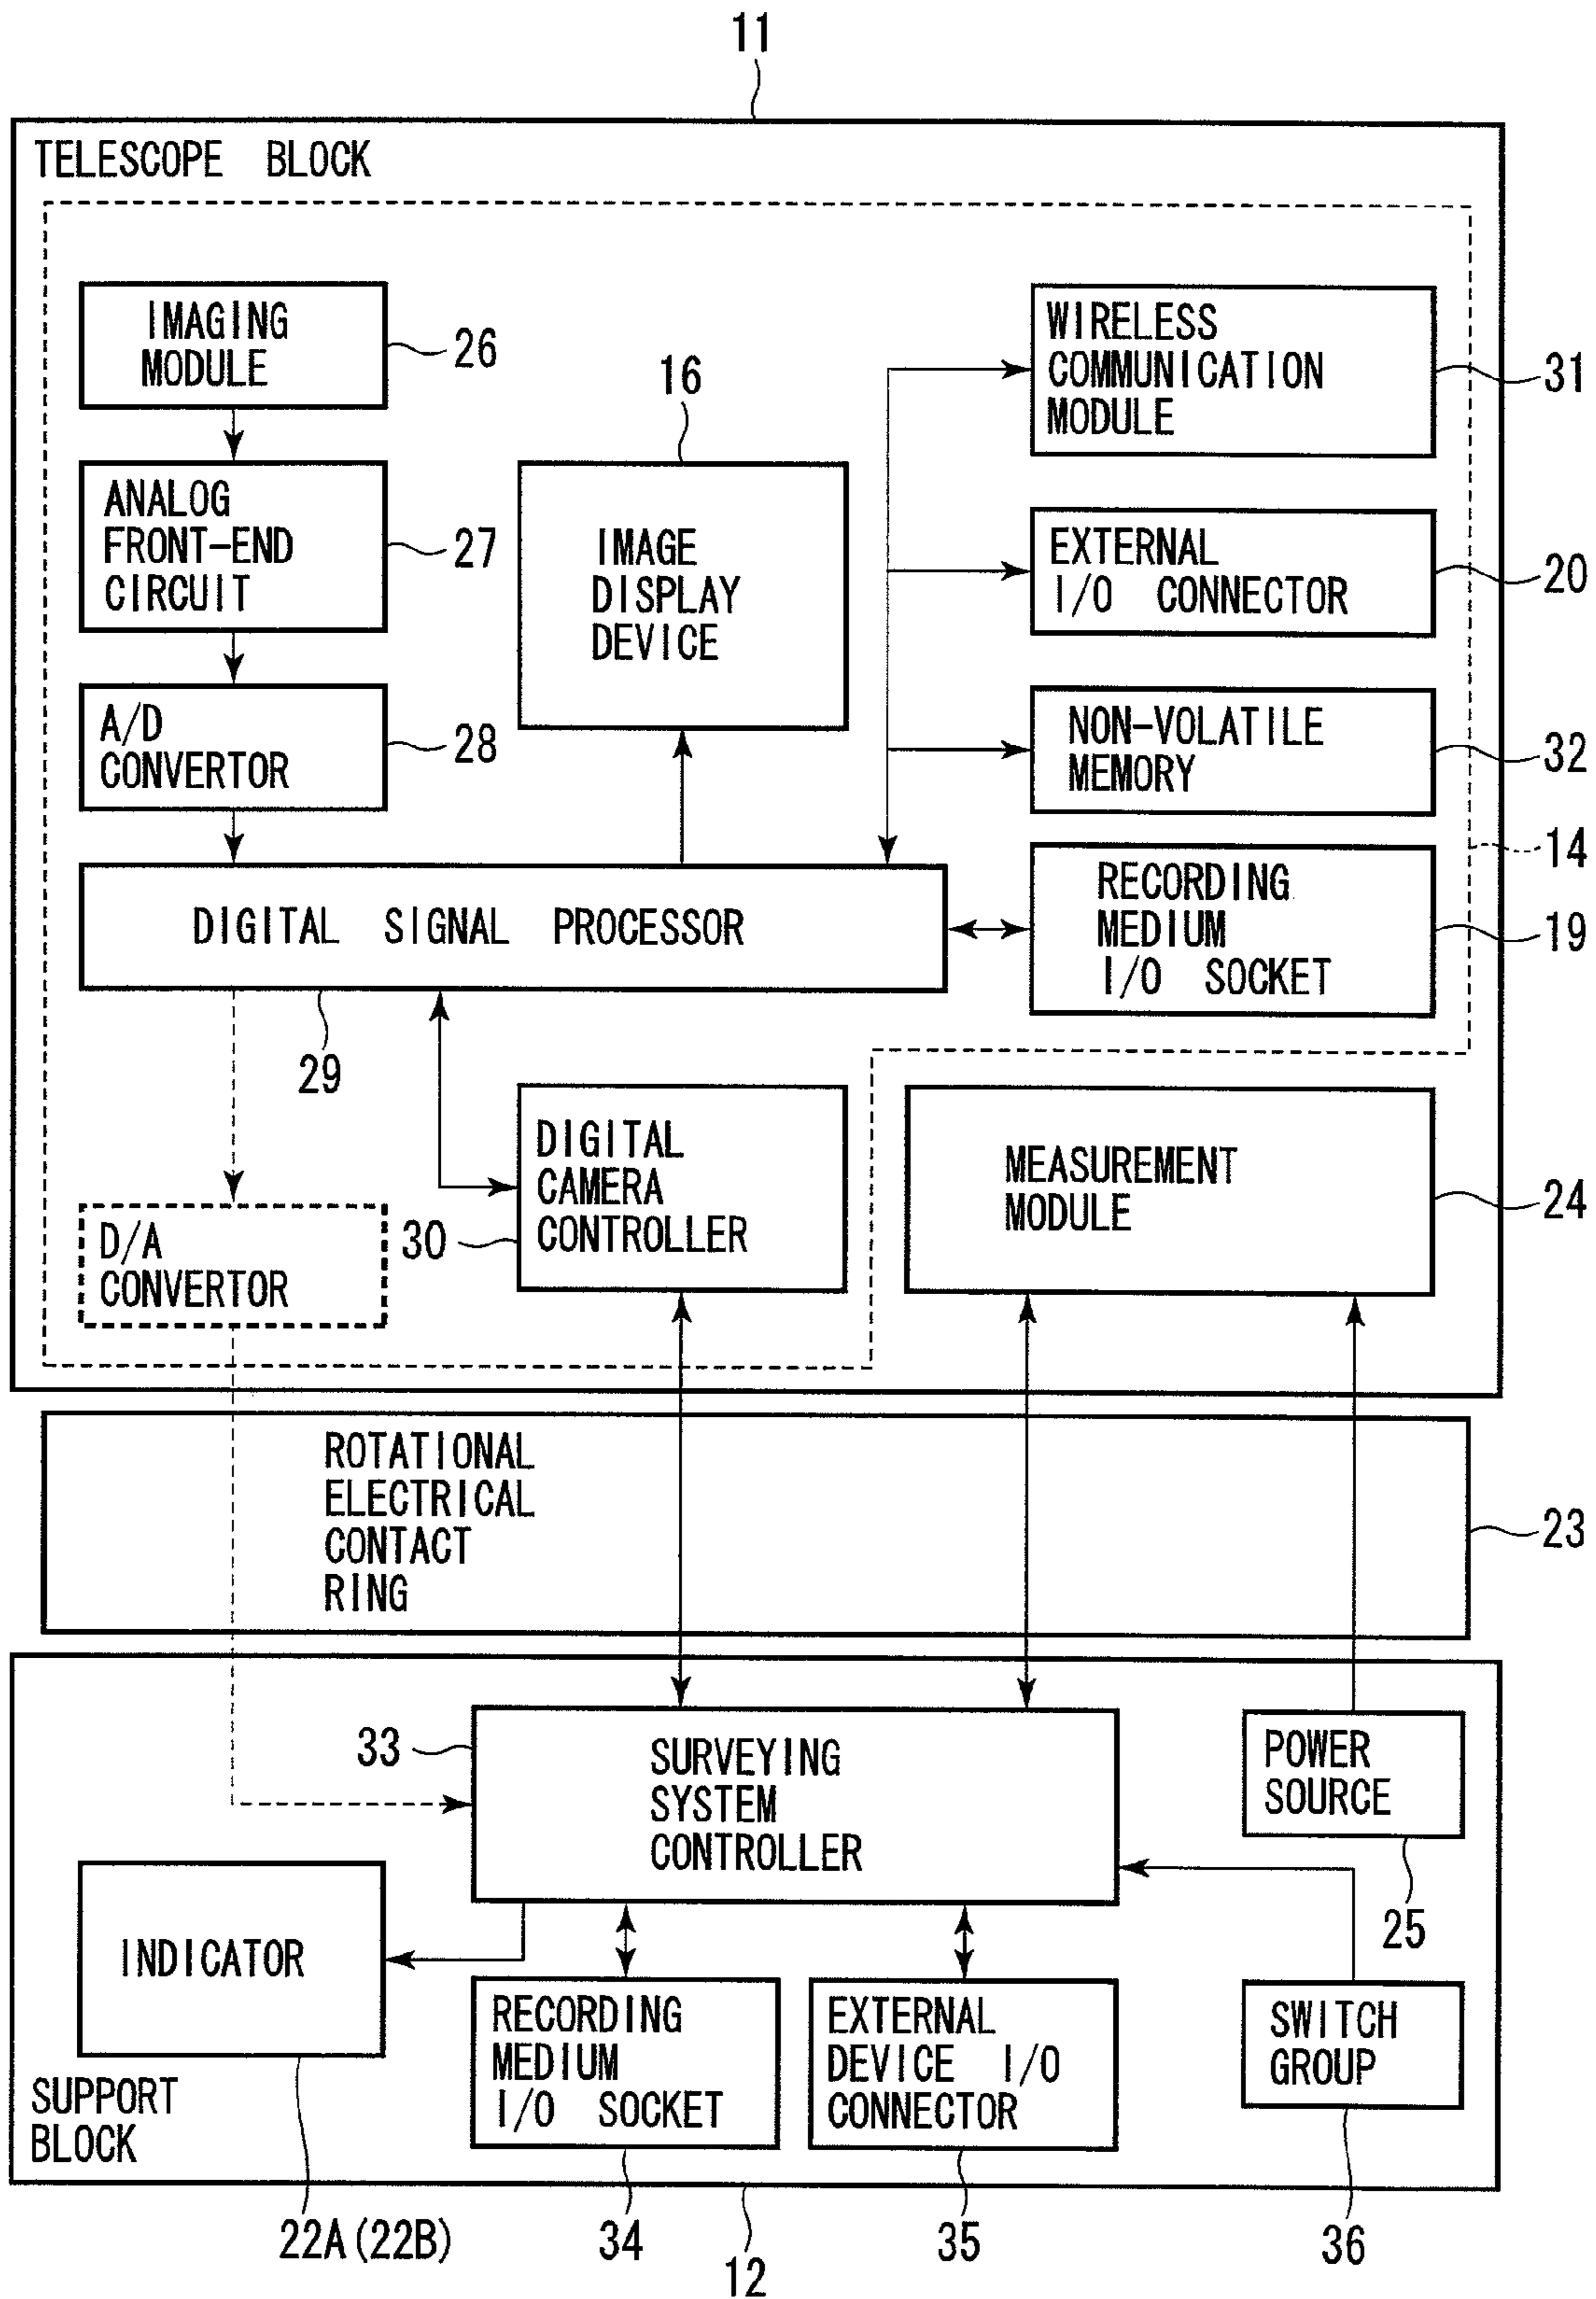 11
TELESCOPE BLOCK
IMAGING
MODULE
26
ANALOG
FRONT-END
CIRCUIT
27
A/D
CONVERTOR
28
16
IMAGE
DISPLAY
DEVICE
WIRELESS
COMMUNICATION
MODULE
31
EXTERNAL
I/O CONNECTOR
20
NON-VOLATILE
MEMORY
32
14
DIGITAL SIGNAL PROCESSOR
29
RECORDING
MEDIUM
I/O SOCKET
19
D/A
CONVERTOR
30
DIGITAL
CAMERA
CONTROLLER
MEASUREMENT
MODULE
24
ROTATIONAL
ELECTRICAL
CONTACT
RING
23
33
SURVEYING
SYSTEM
CONTROLLER
POWER
SOURCE
25
INDICATOR
RECORDING
MEDIUM
I/O SOCKET
EXTERNAL
DEVICE I/O
CONNECTOR
SWITCH
GROUP
SUPPORT
BLOCK
22A(22B)
34
12
35
36